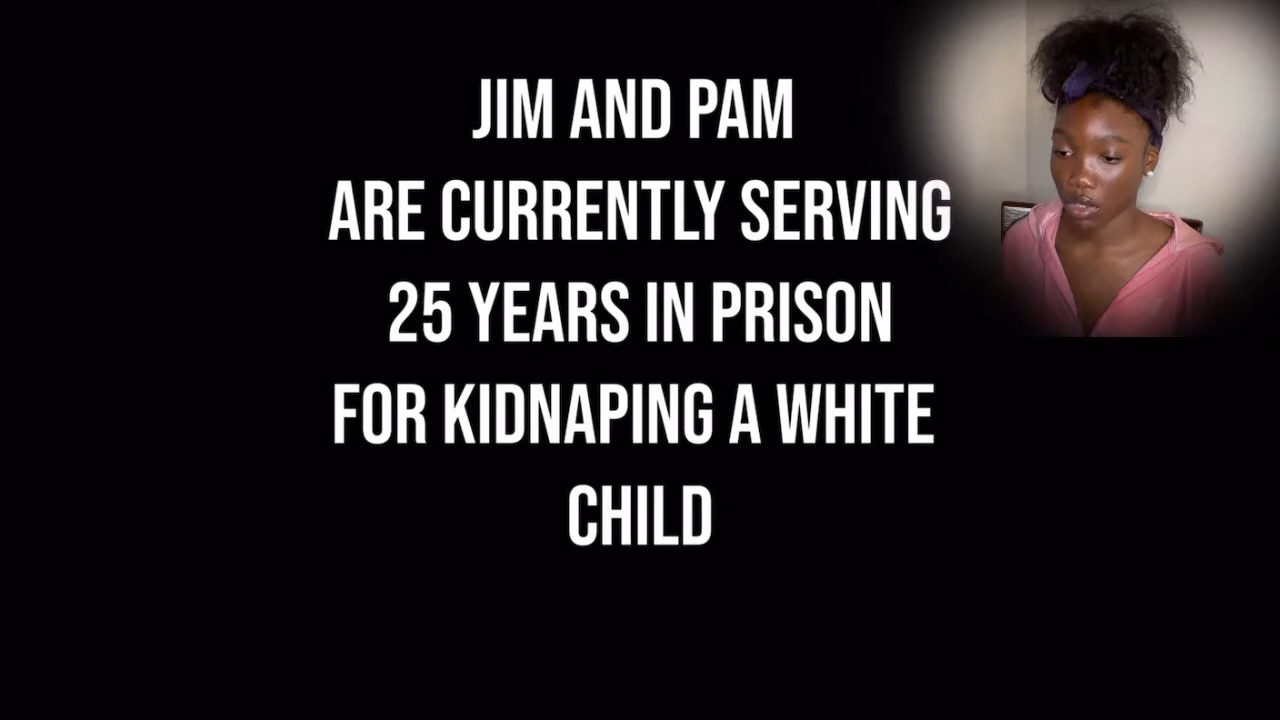 JIM AND PAM
ARE CURRENTLY SERVING
25 YEARS IN PRISON
FOR KIDNAPING A WHITE
CHILD